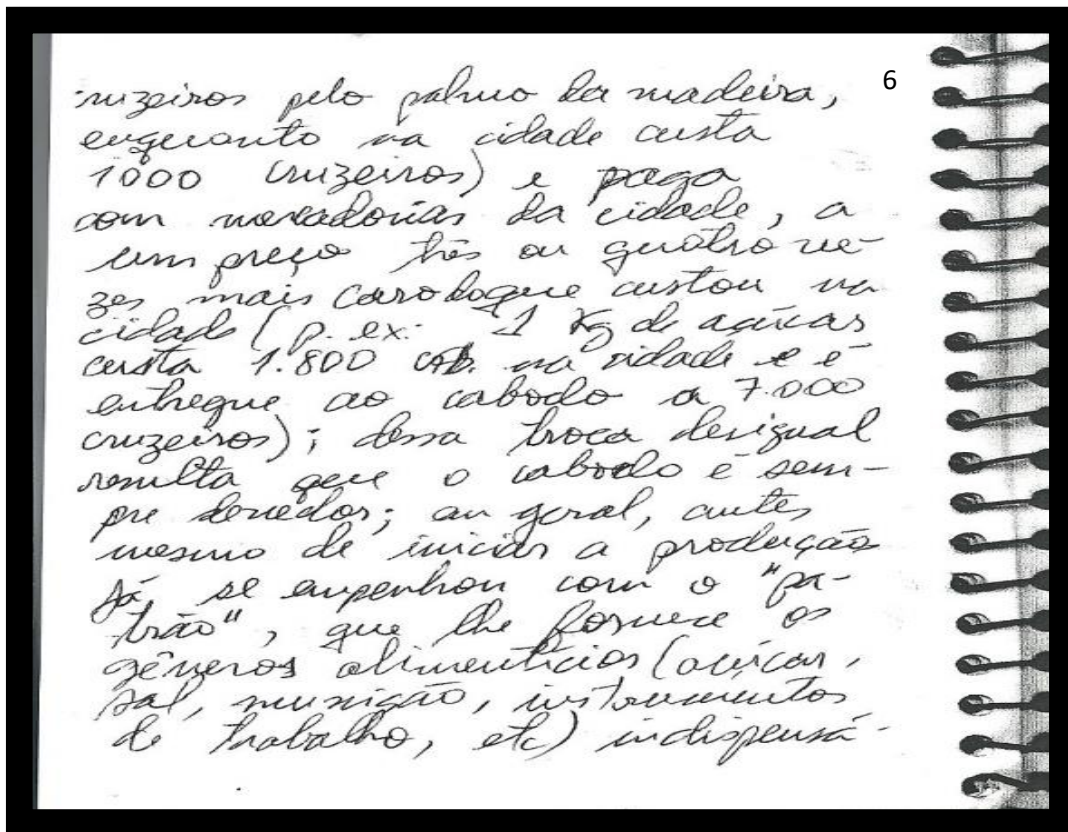 6
cruzeiros pelo palmo da madeira,
enquanto na cidade custa
1000 cruzeiros) e paga
com mercadorias da cidade, a
um preço três ou quatro ve-
zes mais caro do que custou na
cidade (p. ex: 1 Kg de açúcar
custa 1.800 na cidade e é
entregue ao caboclo a 7.000
cruzeiros); dessa troca desigual
resulta que o caboclo é sem-
pre devedor; em geral, antes
mesmo de iniciar a produção
já se empenhou com o "pa-
trão", que lhe fornece os
gêneros alimentícios (açúcar,
sal, munição, instrumentos
de trabalho, etc) indispensá-